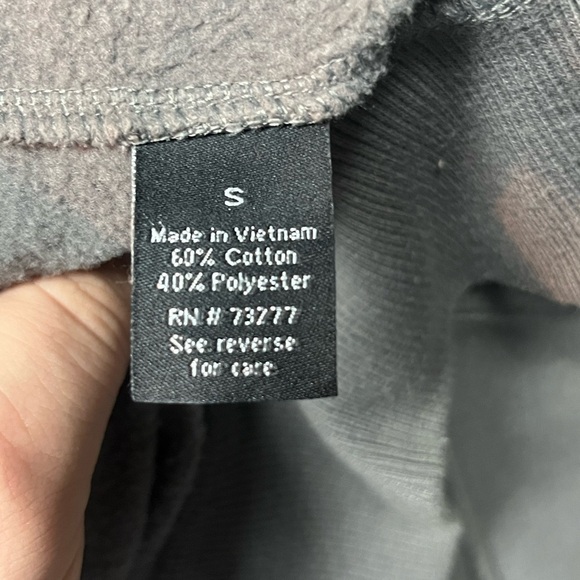 S
Made in Vietnam
60% Cotton
40% Polyester
RN # 73277
See reverse
for care